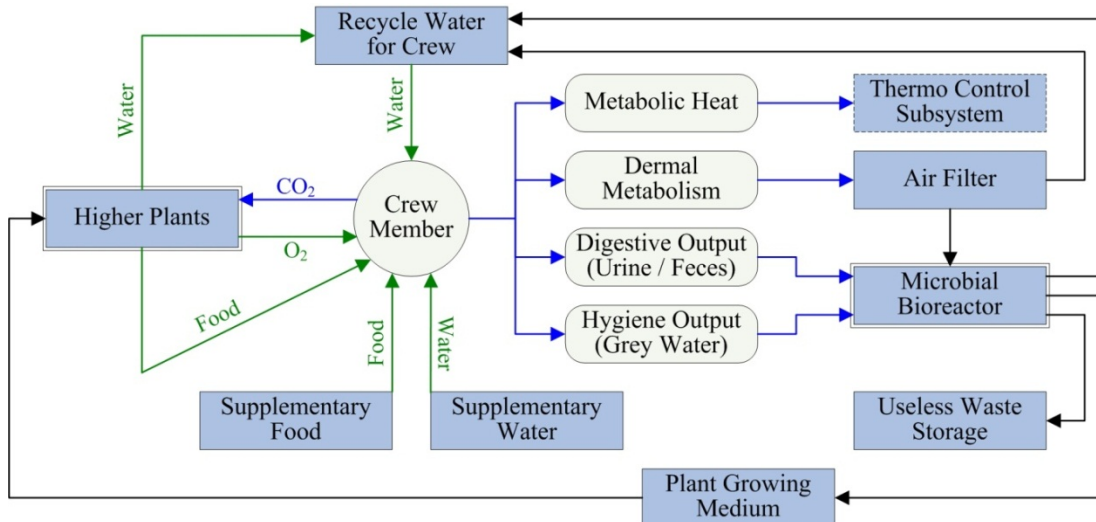 Recycle Water
for Crew
Water
Water
Metabolic Heat
Thermo Control
Subsystem
Dermal
Metabolism
Air Filter
CO₂
Higher Plants
Crew
Member
O₂
Digestive Output
(Urine / Feces)
Microbial
Bioreactor
Food
Hygiene Output
(Grey Water)
Food
Water
Supplementary
Food
Supplementary
Water
Useless Waste
Storage
Plant Growing
Medium